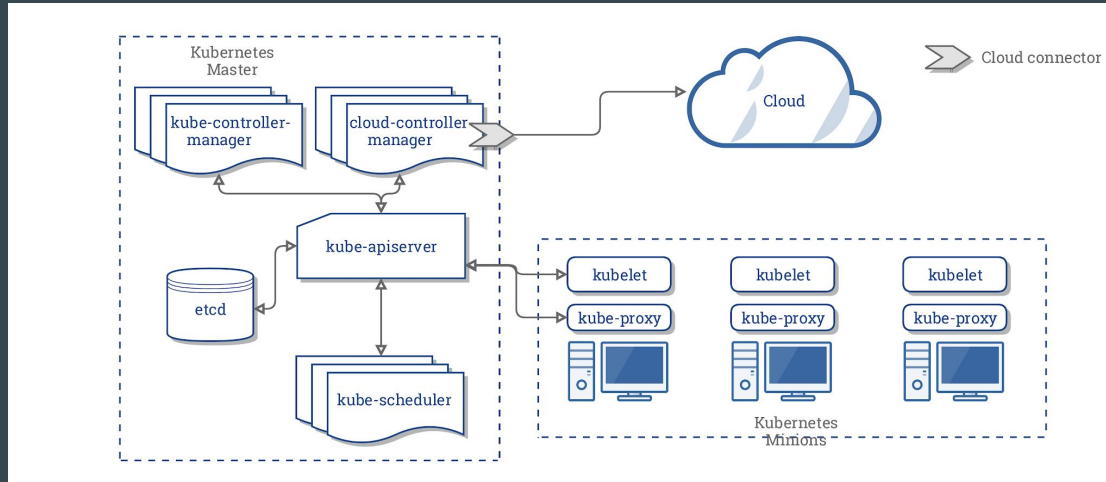 Kubernetes
Master
kube-controller-
manager
cloud-controller
manager
Cloud
Cloud connector
kube-apiserver
etcd
kube-scheduler
kubelet
kubelet
kubelet
kube-proxy
kube-proxy
kube-proxy
Kubernetes
Minions